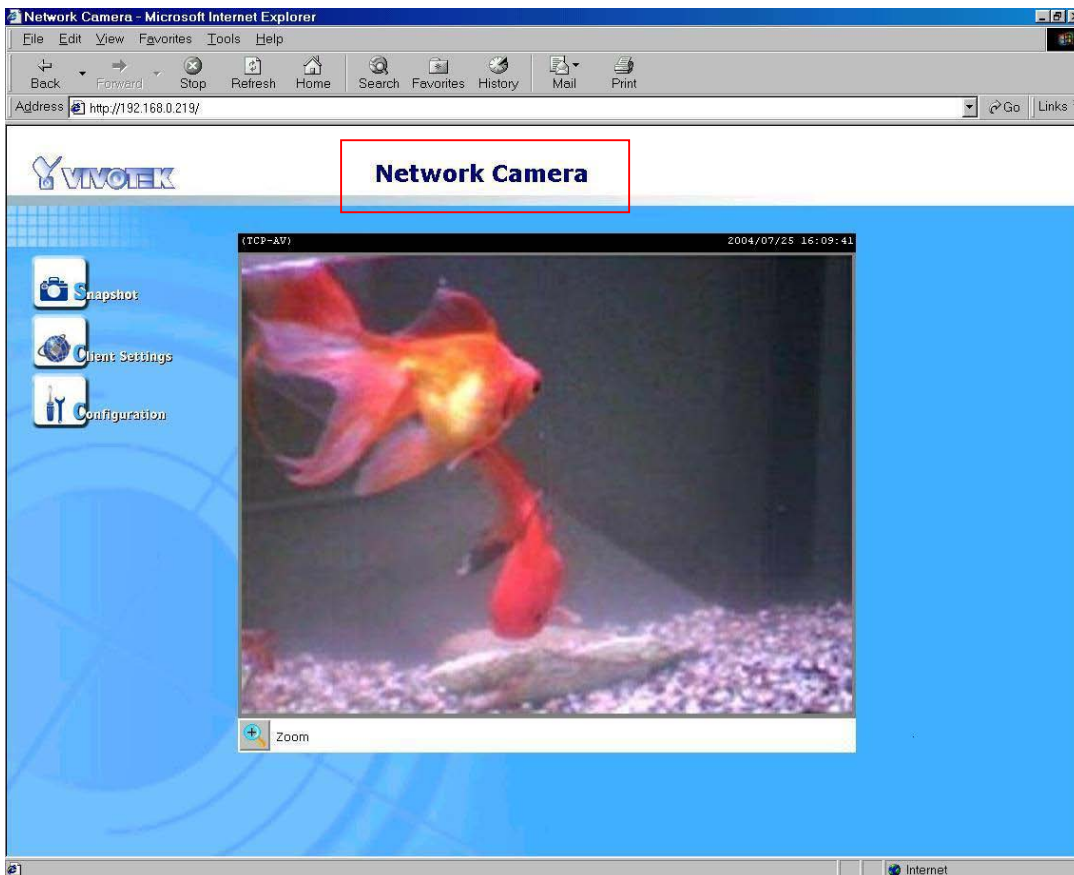 Network Camera - Microsoft Internet Explorer
File Edit View Favorites Tools Help
Back Forward Stop Refresh Home Search Favorites History Mail Print
Address http://192.168.0.219/ Go Links
VIVOTEK Network Camera
(TCP-AV) 2004/07/25 16:09:41
Snapshot
Client Settings
Configuration
Zoom
Internet